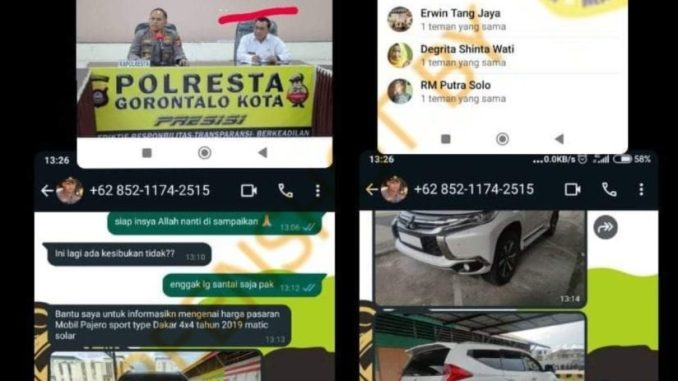 KAPOLRESTA
POLRESTA
GORONTALO KOTA
PRESISI
RESPONBILITAS-TRANSPARANSI- BERKEADILAN
Erwin Tang Jaya
1 teman yang sama
Degrita Shinta Wati
1 teman yang sama
RM Putra Solo
1 teman yang sama
13:26
+62 852-1174-2515
siap insya Allah nanti di sampaikan 🙏
13:06
Ini lagi ada kesibukan tidak??
13:10
enggak lg santai saja pak
13:12
Bantu saya untuk informasikn mengenai harga pasaran
Mobil Pajero sport type Dakar 4x4 tahun 2019 matic
solar
13:13
13:26
...0.0KB/s
58%
+62 852-1174-2515
13:14